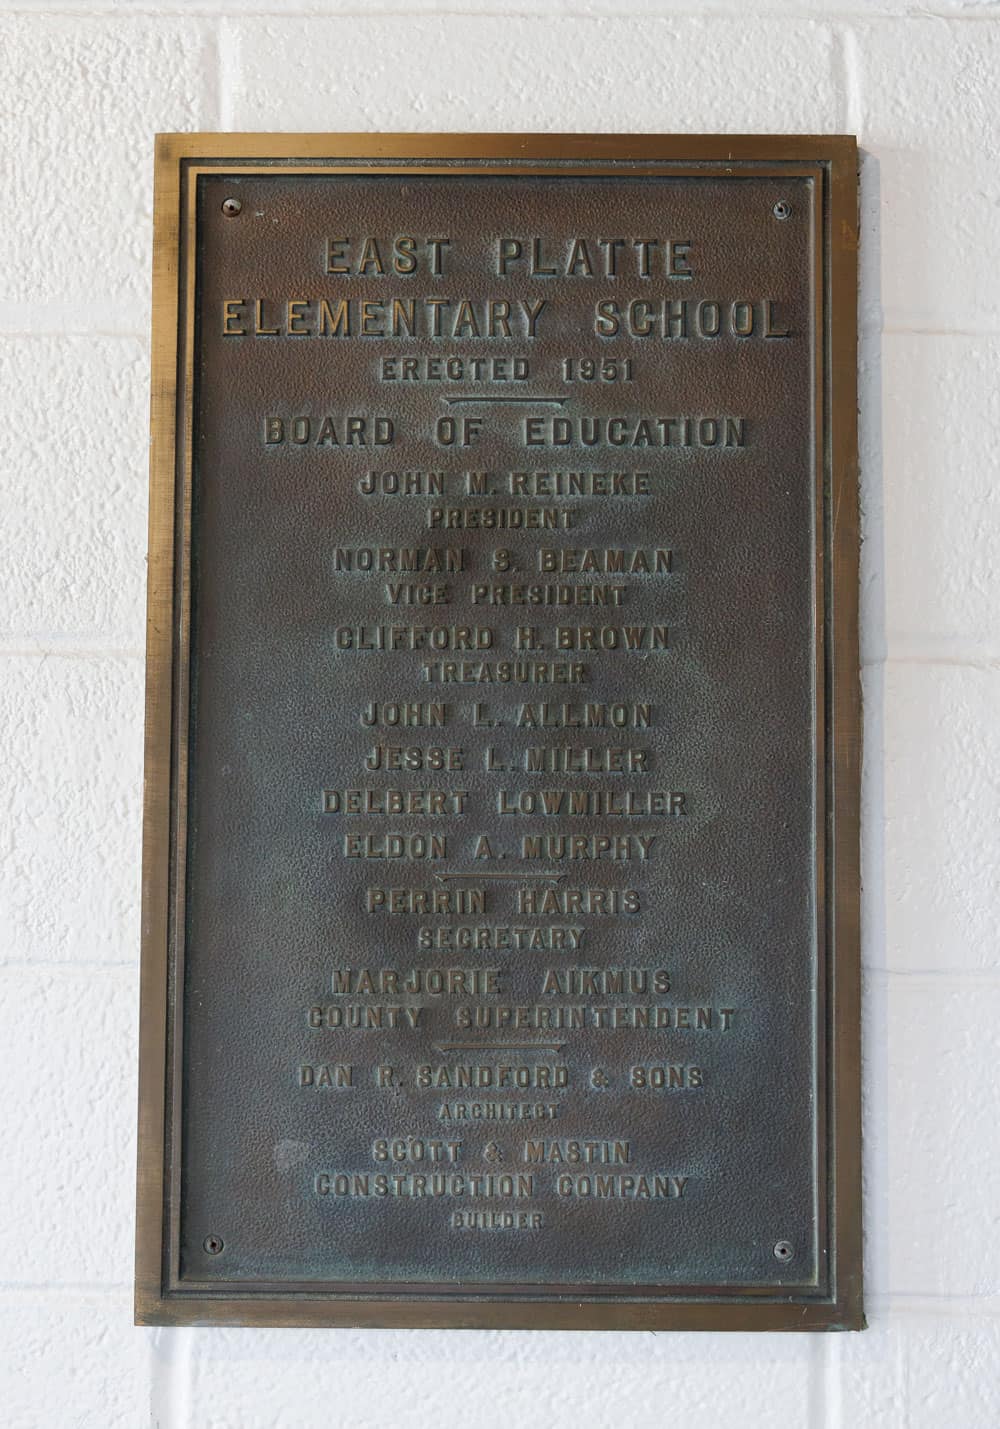 EAST PLATTE
ELEMENTARY SCHOOL
ERECTED 1951
BOARD OF EDUCATION
JOHN M. REINEKE
PRESIDENT
NORMAN S. BEAMAN
VICE PRESIDENT
CLIFFORD H. BROWN
TREASURER
JOHN L. ALLMON
JESSE L. MILLER
DELBERT LOWMILLER
ELDON A. MURPHY
PERRIN HARRIS
SECRETARY
MARJORIE AIKMUS
COUNTY SUPERINTENDENT
DAN R. SANDFORD & SONS
ARCHITECT
SCOTT & MASTIN
CONSTRUCTION COMPANY
BUILDER